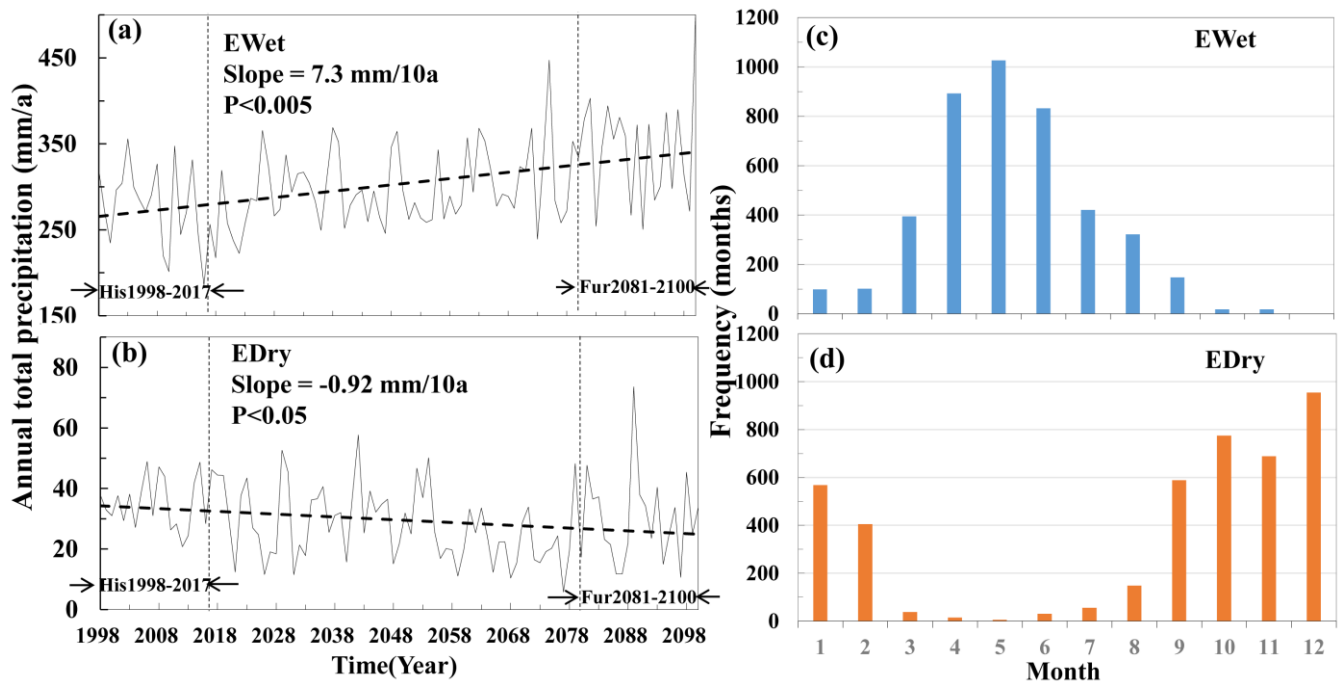 (a)
EWet
Slope = 7.3 mm/10a
P<0.005
450
350
250
150
His1998-2017
Fur2081-2100
Annual total precipitation (mm/a)
(b)
EDry
Slope = -0.92 mm/10a
P<0.05
80
60
40
20
0
His1998-2017
Fur2081-2100
1998 2008 2018 2028 2038 2048 2058 2068 2078 2088 2098
Time(Year)
(c)
EWet
1200
1000
800
600
400
200
0
Frequency (months)
(d)
EDry
1200
1000
800
600
400
200
0
1 2 3 4 5 6 7 8 9 10 11 12
Month